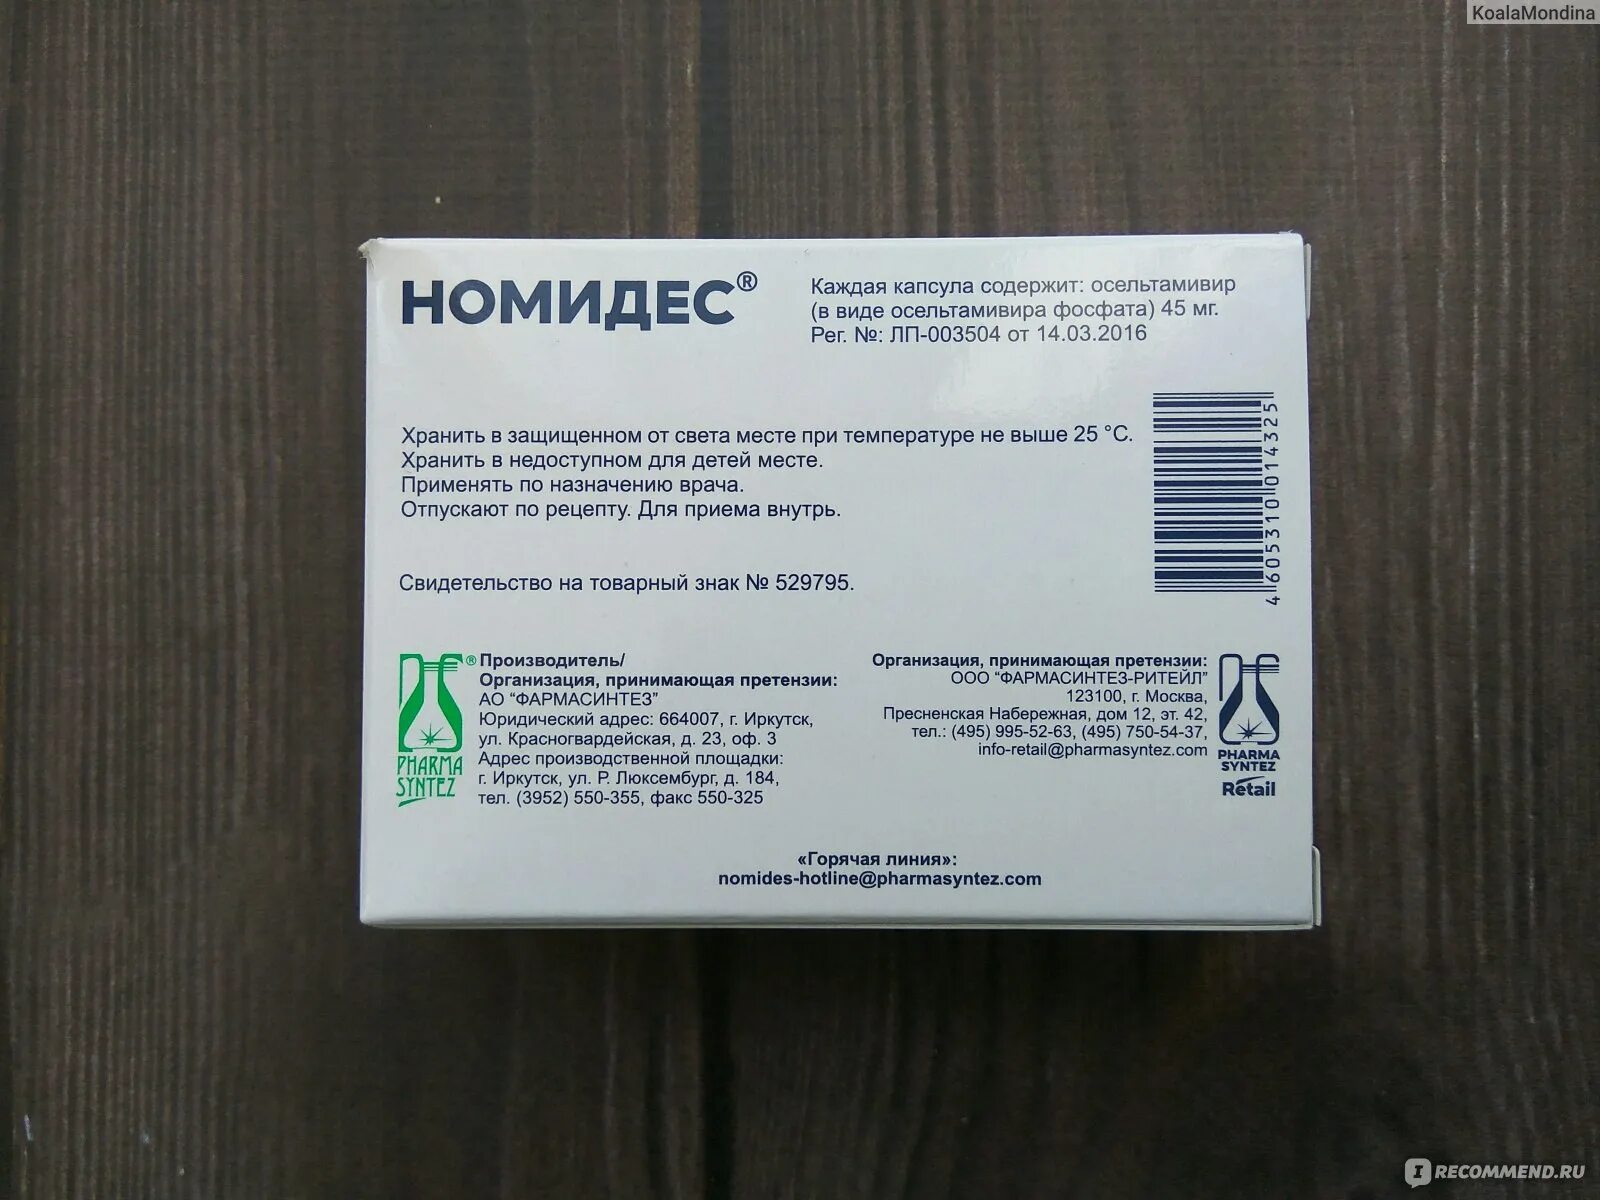 KoalaMondina
НОМИДЕС®
Каждая капсула содержит: осельтамивир
(в виде осельтамивира фосфата) 45 мг.
Рег. №: ЛП-003504 от 14.03.2016
Хранить в защищенном от света месте при температуре не выше 25 °С.
Хранить в недоступном для детей месте.
Применять по назначению врача.
Отпускают по рецепту. Для приема внутрь.
4605310014325
Свидетельство на товарный знак № 529795.
PHARMA
SYNTEZ
®
Производитель/
Организация, принимающая претензии:
АО "ФАРМАСИНТЕЗ"
Юридический адрес: 664007, г. Иркутск,
ул. Красногвардейская, д. 23, оф. 3
Адрес производственной площадки:
г. Иркутск, ул. Р. Люксембург, д. 184,
тел. (3952) 550-355, факс 550-325
Организация, принимающая претензии:
ООО "ФАРМАСИНТЕЗ-РИТЕЙЛ"
123100, г. Москва,
Пресненская Набережная, дом 12, эт. 42,
тел.: (495) 995-52-63, (495) 750-54-37,
info-retail@pharmasyntez.com
PHARMA
SYNTEZ
Retail
«Горячая линия»:
nomides-hotline@pharmasyntez.com
IRECOMMEND.RU